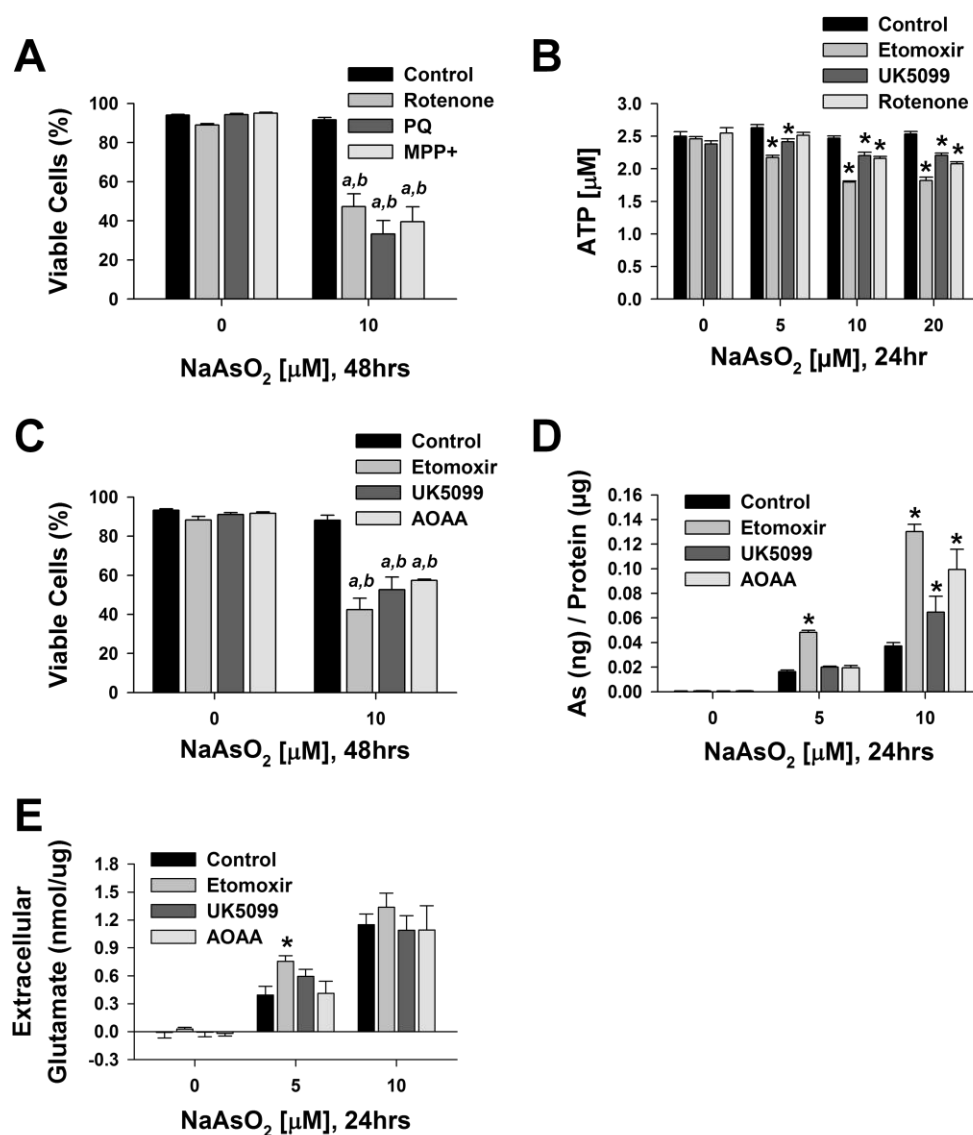 A
Control
Rotenone
PQ
MPP+
Viable Cells (%)
100
80
60
40
20
0
a,b
a,b
a,b
0
10
NaAsO₂ [μM], 48hrs
B
Control
Etomoxir
UK5099
Rotenone
ATP [μM]
3.0
2.5
2.0
1.5
1.0
0.5
0.0
* *
* * *
* * *
0
5
10
20
NaAsO₂ [μM], 24hr
C
Control
Etomoxir
UK5099
AOAA
Viable Cells (%)
100
80
60
40
20
0
a,b
a,b
a,b
0
10
NaAsO₂ [μM], 48hrs
D
Control
Etomoxir
UK5099
AOAA
As (ng) / Protein (μg)
0.16
0.14
0.12
0.10
0.08
0.06
0.04
0.02
0.00
*
* * *
0
5
10
NaAsO₂ [μM], 24hrs
E
Control
Etomoxir
UK5099
AOAA
Extracellular
Glutamate (nmol/ug)
1.8
1.5
1.2
0.9
0.6
0.3
0.0
-0.3
*
0
5
10
NaAsO₂ [μM], 24hrs